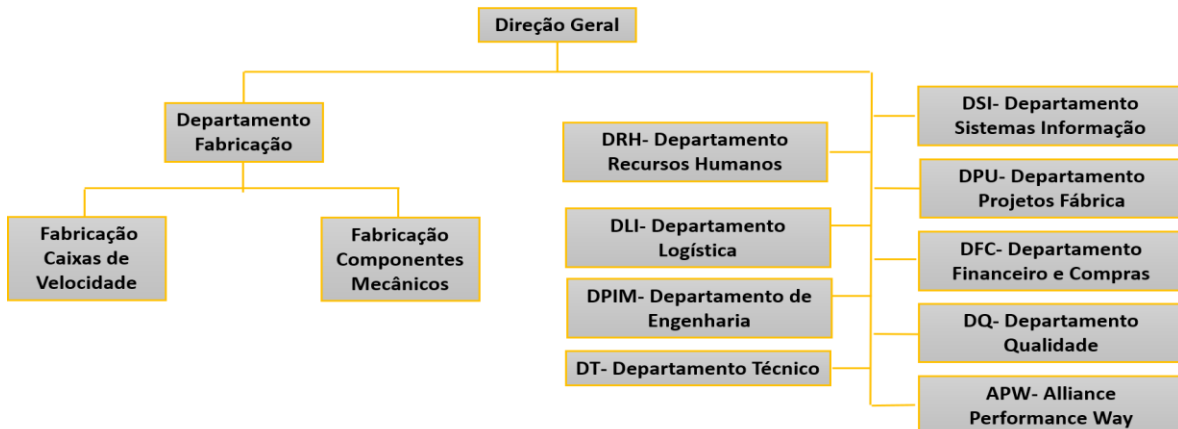 Direção Geral
Departamento
Fabricação
Fabricação
Caixas de
Velocidade
Fabricação
Componentes
Mecânicos
DRH- Departamento
Recursos Humanos
DLI- Departamento
Logística
DPIM- Departamento de
Engenharia
DT- Departamento Técnico
DSI- Departamento
Sistemas Informação
DPU- Departamento
Projetos Fábrica
DFC- Departamento
Financeiro e Compras
DQ- Departamento
Qualidade
APW- Alliance
Performance Way